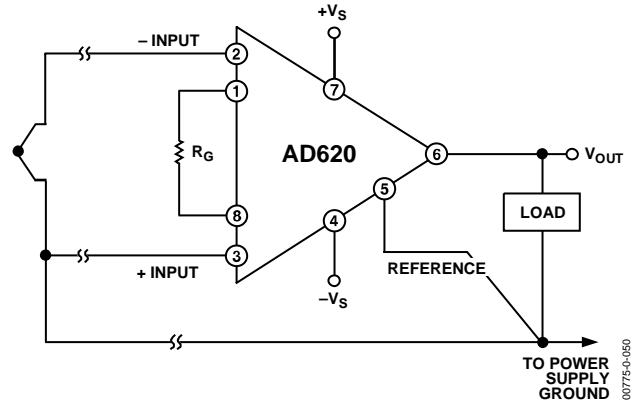 +VS
– INPUT
2
1
7
RG
AD620
6
VOUT
5
8
4
LOAD
3
+ INPUT
REFERENCE
–VS
TO POWER
SUPPLY
GROUND
00775-0-050